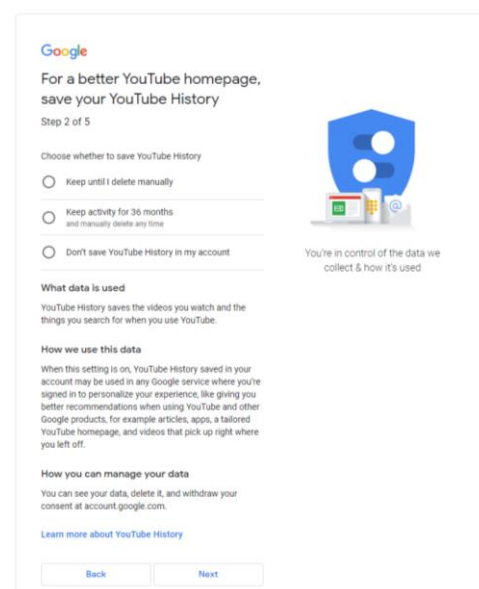 Google
For a better YouTube homepage,
save your YouTube History
Step 2 of 5
Choose whether to save YouTube History
Keep until I delete manually
Keep activity for 36 months
and manually delete any time
Don't save YouTube History in my account
What data is used
YouTube History saves the videos you watch and the
things you search for when you use YouTube.
How we use this data
When this setting is on, YouTube History saved in your
account may be used in any Google service where you're
signed in to personalize your experience, like giving you
better recommendations when using YouTube and other
Google products, for example articles, apps, a tailored
YouTube homepage, and videos that pick up right where
you left off.
How you can manage your data
You can see your data, delete it, and withdraw your
consent at account.google.com.
Learn more about YouTube History
Back
Next
You're in control of the data we
collect & how it's used